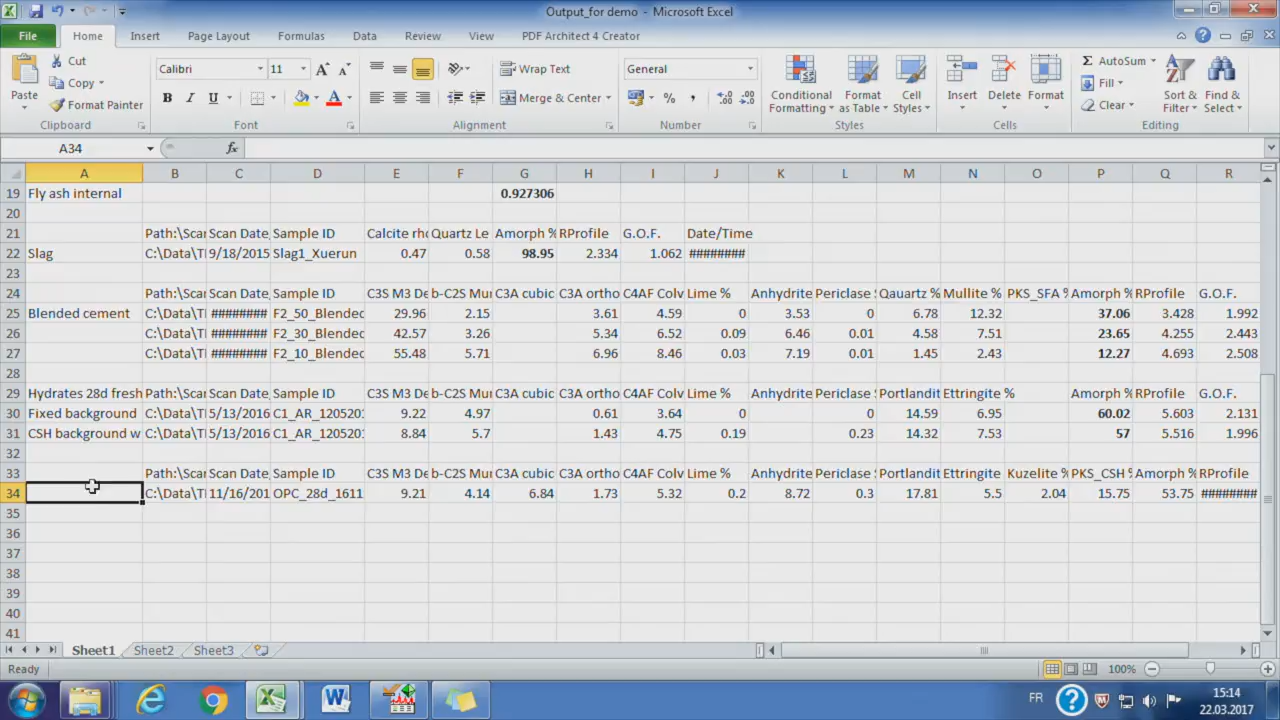 Output_for demo - Microsoft Excel
File Home Insert Page Layout Formulas Data Review View PDF Architect 4 Creator
Paste Cut Copy Format Painter Clipboard
Calibri 11 A A B I U A Font
Wrap Text Merge & Center Alignment
General % , Number
Conditional Formatting Format as Table Cell Styles Styles
Insert Delete Format Cells
AutoSum Fill Clear Sort & Filter Find & Select Editing
A34 fx
A B C D E F G H I J K L M N O P Q R
19 Fly ash internal 0.927306
20
21 Path:\Scar Scan Date, Sample ID Calcite rho Quartz Le Amorph % RProfile G.O.F. Date/Time
22 Slag C:\Data\TI 9/18/2015 Slag1_Xuerun 0.47 0.58 98.95 2.334 1.062 ########
23
24 Path:\Scar Scan Date, Sample ID C3S M3 De b-C2S Mur C3A cubic C3A ortho C4AF Colv Lime % Anhydrite Periclase Qauartz % Mullite % PKS_SFA % Amorph % RProfile G.O.F.
25 Blended cement C:\Data\TI ######## F2_50_Blended 29.96 2.15 3.61 4.59 0 3.53 0 6.78 12.32 37.06 3.428 1.992
26 C:\Data\TI ######## F2_30_Blended 42.57 3.26 5.34 6.52 0.09 6.46 0.01 4.58 7.51 23.65 4.255 2.443
27 C:\Data\TI ######## F2_10_Blended 55.48 5.71 6.96 8.46 0.03 7.19 0.01 1.45 2.43 12.27 4.693 2.508
28
29 Hydrates 28d fresh Path:\Scar Scan Date, Sample ID C3S M3 De b-C2S Mur C3A cubic C3A ortho C4AF Colv Lime % Anhydrite Periclase Portlandit Ettringite % Amorph % RProfile G.O.F.
30 Fixed background C:\Data\TI 5/13/2016 C1_AR_120520 9.22 4.97 0.61 3.64 0 0 14.59 6.95 60.02 5.603 2.131
31 CSH background w C:\Data\TI 5/13/2016 C1_AR_120520 8.84 5.7 1.43 4.75 0.19 0.23 14.32 7.53 57 5.516 1.996
32
33 Path:\Scar Scan Date, Sample ID C3S M3 De b-C2S Mur C3A cubic C3A ortho C4AF Colv Lime % Anhydrite Periclase Portlandit Ettringite Kuzelite % PKS_CSH % Amorph % RProfile
34 C:\Data\TI 11/16/201 OPC_28d_1611 9.21 4.14 6.84 1.73 5.32 0.2 8.72 0.3 17.81 5.5 2.04 15.75 53.75 ########
35
36
37
38
39
40
41
Sheet1 Sheet2 Sheet3
Ready 100%
FR 15:14
22.03.2017